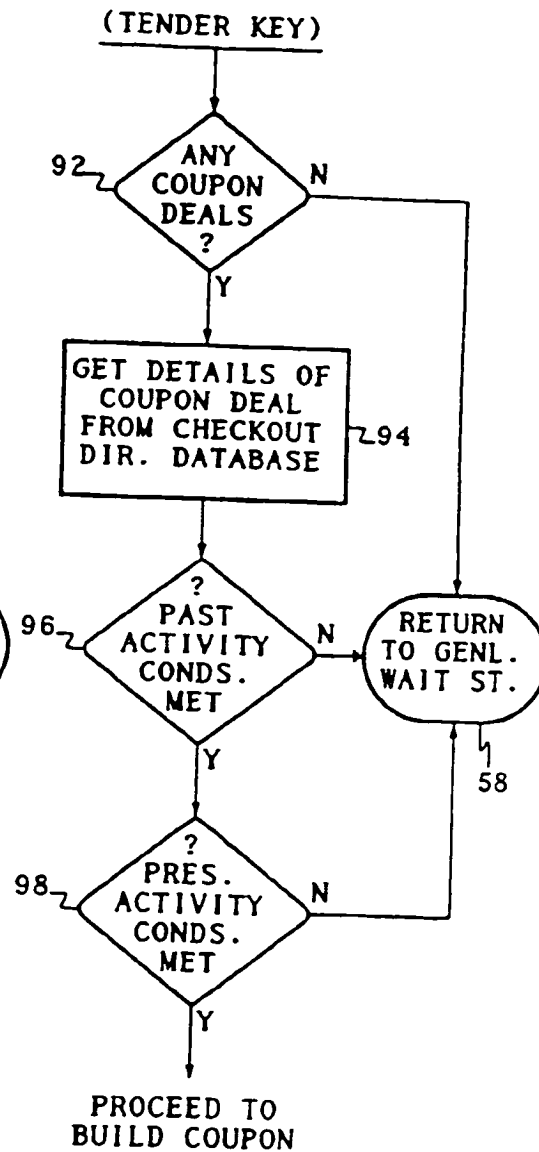 (TENDER KEY)
92
ANY
COUPON
DEALS
?
N
Y
GET DETAILS OF
COUPON DEAL
FROM CHECKOUT
DIR. DATABASE
94
96
?
PAST
ACTIVITY
CONDS.
MET
N
RETURN
TO GENL.
WAIT ST.
58
Y
98
?
PRES.
ACTIVITY
CONDS.
MET
N
Y
PROCEED TO
BUILD COUPON